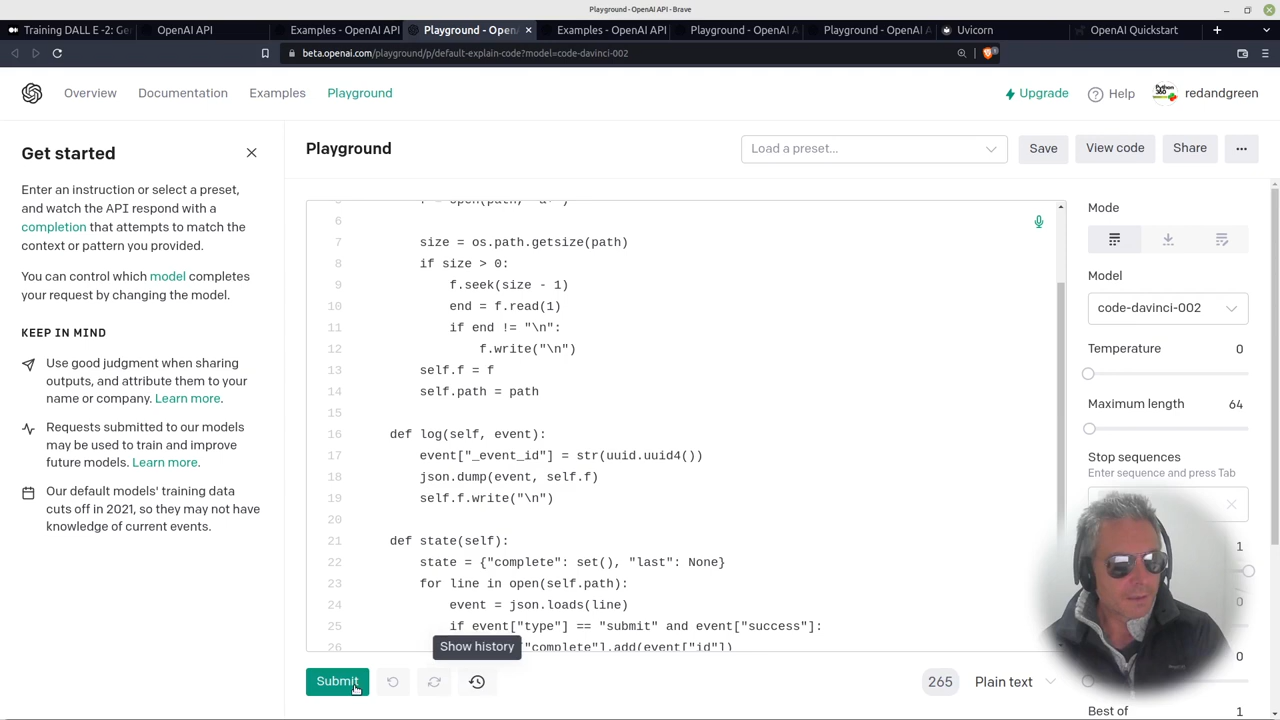 Playground - OpenAI API - Brave
Training DALL E -2: Ge
OpenAI API
Examples - OpenAI API
Playground - OpenAI
Examples - OpenAI API
Playground - OpenAI A
Playground - OpenAI A
Uvicorn
OpenAI Quickstart
beta.openai.com/playground/p/default-explain-code?model=code-davinci-002
Overview
Documentation
Examples
Playground
Upgrade
Help
redandgreen
Get started
Playground
Load a preset...
Save
View code
Share
...
Enter an instruction or select a preset,
and watch the API respond with a
completion that attempts to match the
context or pattern you provided.
You can control which model completes
your request by changing the model.
KEEP IN MIND
Use good judgment when sharing
outputs, and attribute them to your
name or company. Learn more.
Requests submitted to our models
may be used to train and improve
future models. Learn more.
Our default models' training data
cuts off in 2021, so they may not have
knowledge of current events.
6
7 size = os.path.getsize(path)
8 if size > 0:
9 f.seek(size - 1)
10 end = f.read(1)
11 if end != "\n":
12 f.write("\n")
13 self.f = f
14 self.path = path
15
16 def log(self, event):
17 event["_event_id"] = str(uuid.uuid4())
18 json.dump(event, self.f)
19 self.f.write("\n")
20
21 def state(self):
22 state = {"complete": set(), "last": None}
23 for line in open(self.path):
24 event = json.loads(line)
25 if event["type"] == "submit" and event["success"]:
26 "complete"].add(event["id"])
Show history
Submit
265
Plain text
Mode
Model
code-davinci-002
Temperature 0
Maximum length 64
Stop sequences
Enter sequence and press Tab
1
0
0
Best of 1